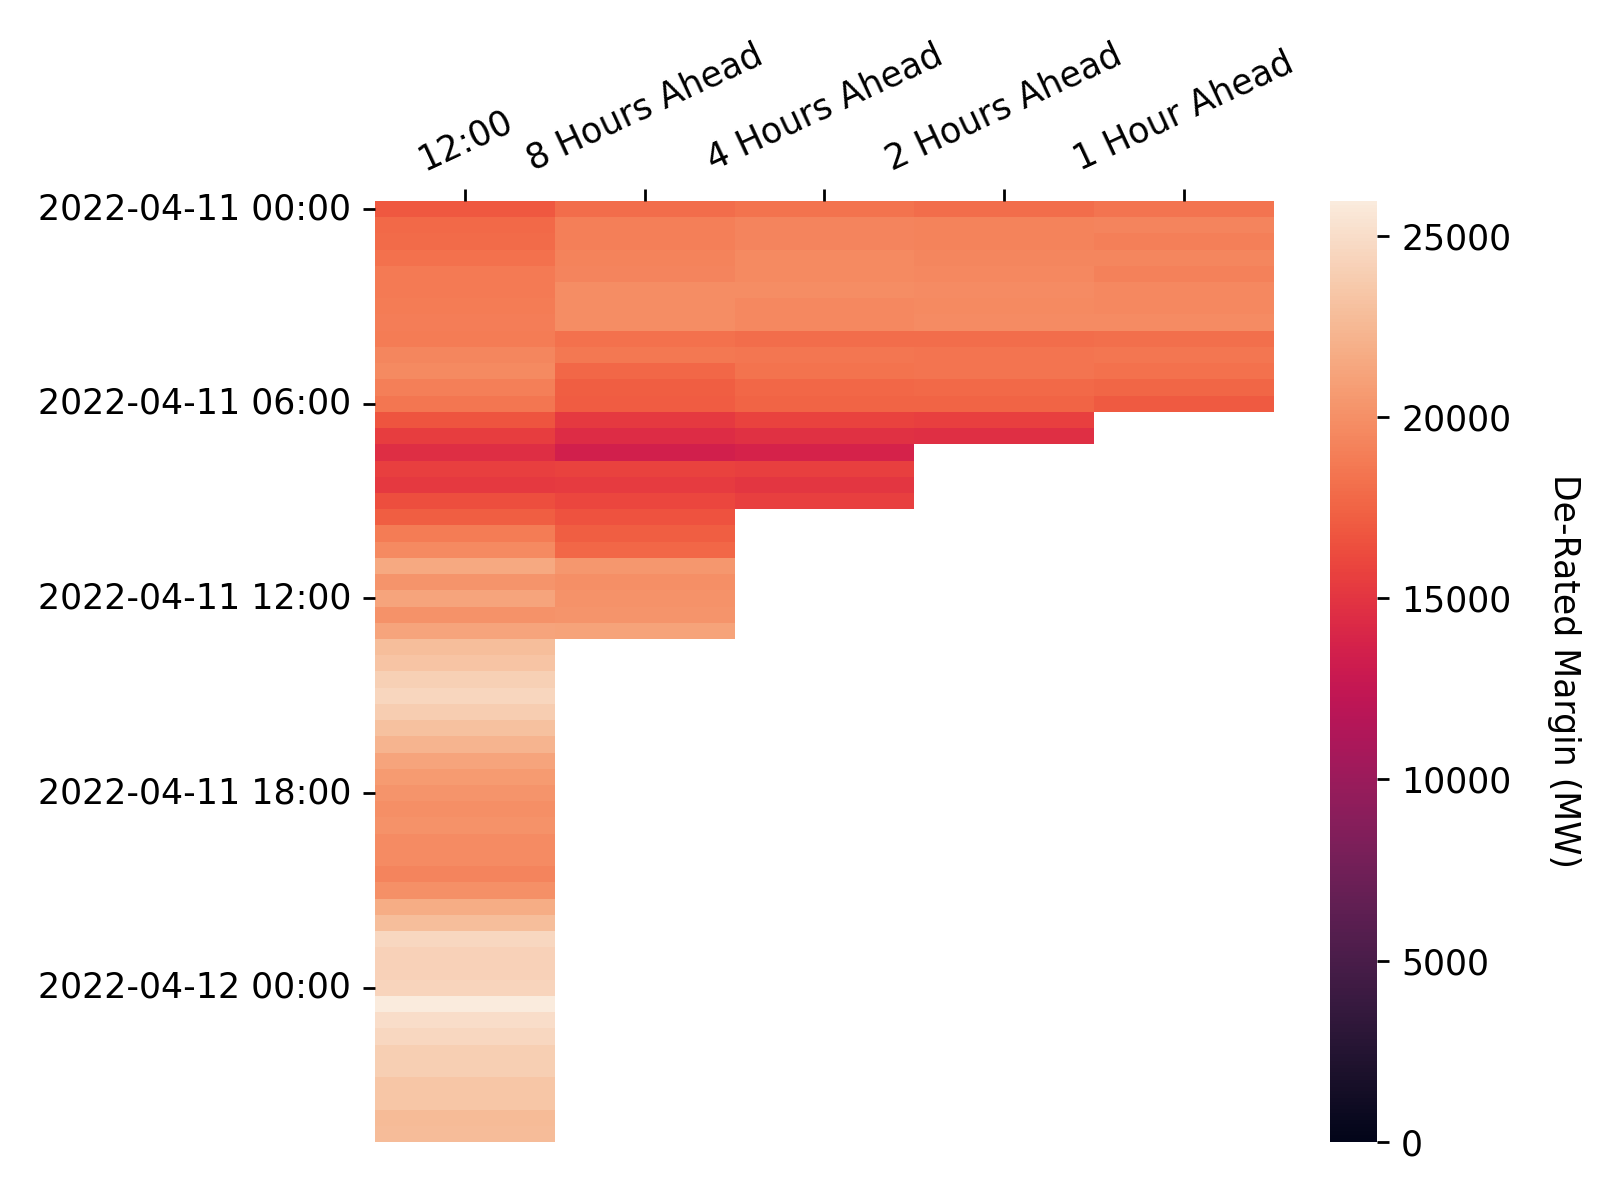 12:00
8 Hours Ahead
4 Hours Ahead
2 Hours Ahead
1 Hour Ahead
2022-04-11 00:00
2022-04-11 06:00
2022-04-11 12:00
2022-04-11 18:00
2022-04-12 00:00
25000
20000
15000
10000
5000
0
De-Rated Margin (MW)